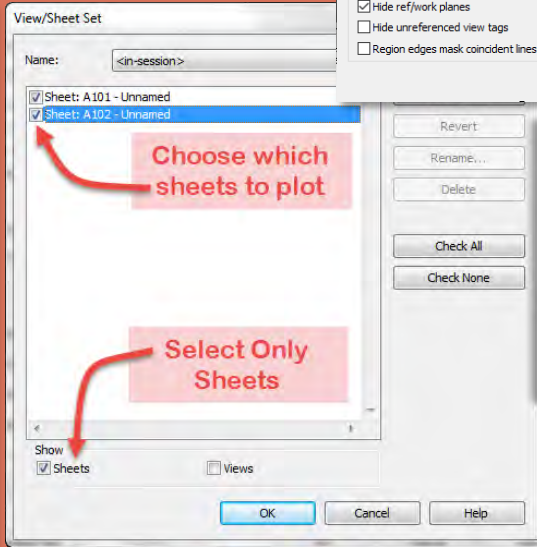 View/Sheet Set
Hide ref/work planes
Hide unreferenced view tags
Region edges mask coincident lines
Name:
<in-session>
Sheet: A101 - Unnamed
Sheet: A102 - Unnamed
Choose which
sheets to plot
Revert
Rename...
Delete
Check All
Check None
Select Only
Sheets
Show
Sheets
Views
OK
Cancel
Help